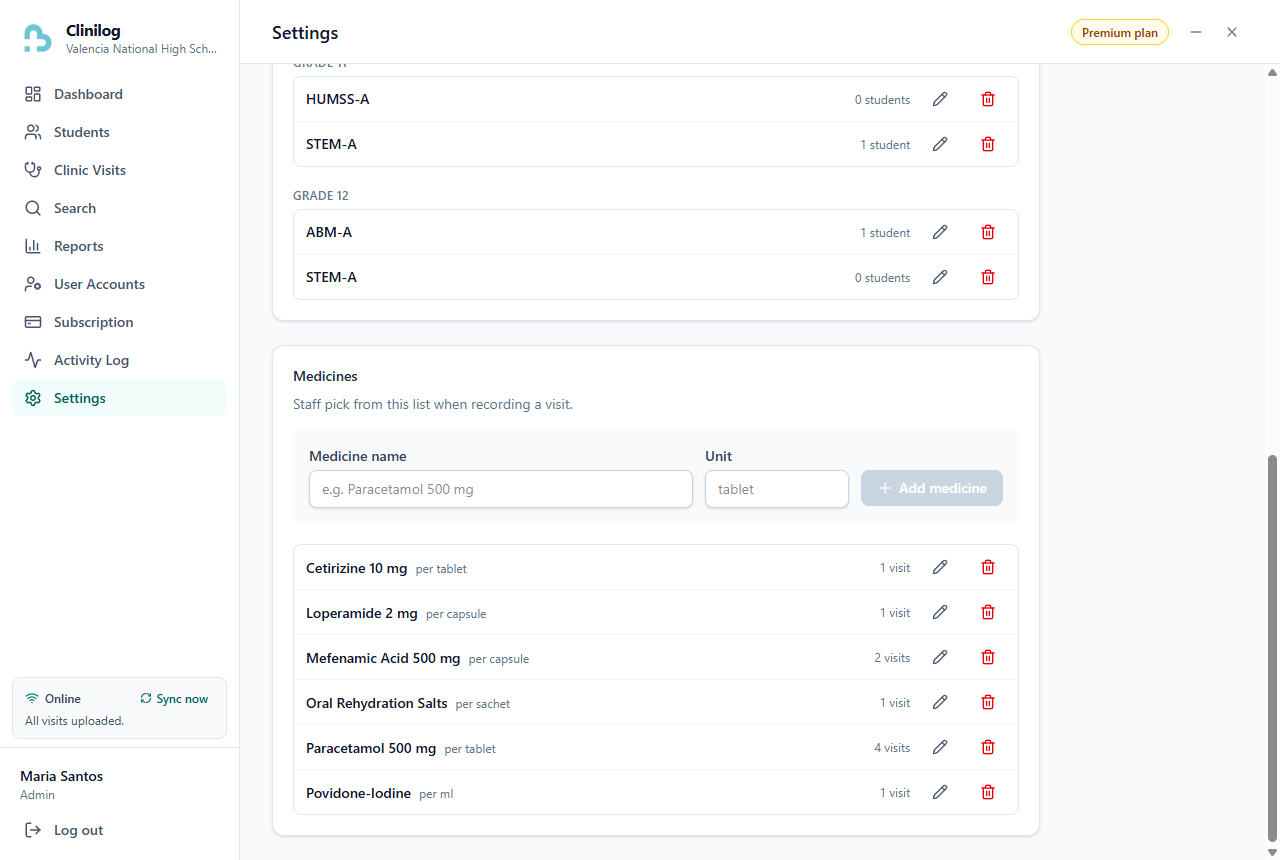 Clinilog
Valencia National High Sch...
Dashboard
Students
Clinic Visits
Search
Reports
User Accounts
Subscription
Activity Log
Settings
Online
Sync now
All visits uploaded.
Maria Santos
Admin
Log out
Settings
Premium plan
GRADE 11
HUMSS-A 0 students
STEM-A 1 student
GRADE 12
ABM-A 1 student
STEM-A 0 students
Medicines
Staff pick from this list when recording a visit.
Medicine name Unit
e.g. Paracetamol 500 mg tablet Add medicine
Cetirizine 10 mg per tablet 1 visit
Loperamide 2 mg per capsule 1 visit
Mefenamic Acid 500 mg per capsule 2 visits
Oral Rehydration Salts per sachet 1 visit
Paracetamol 500 mg per tablet 4 visits
Povidone-Iodine per ml 1 visit